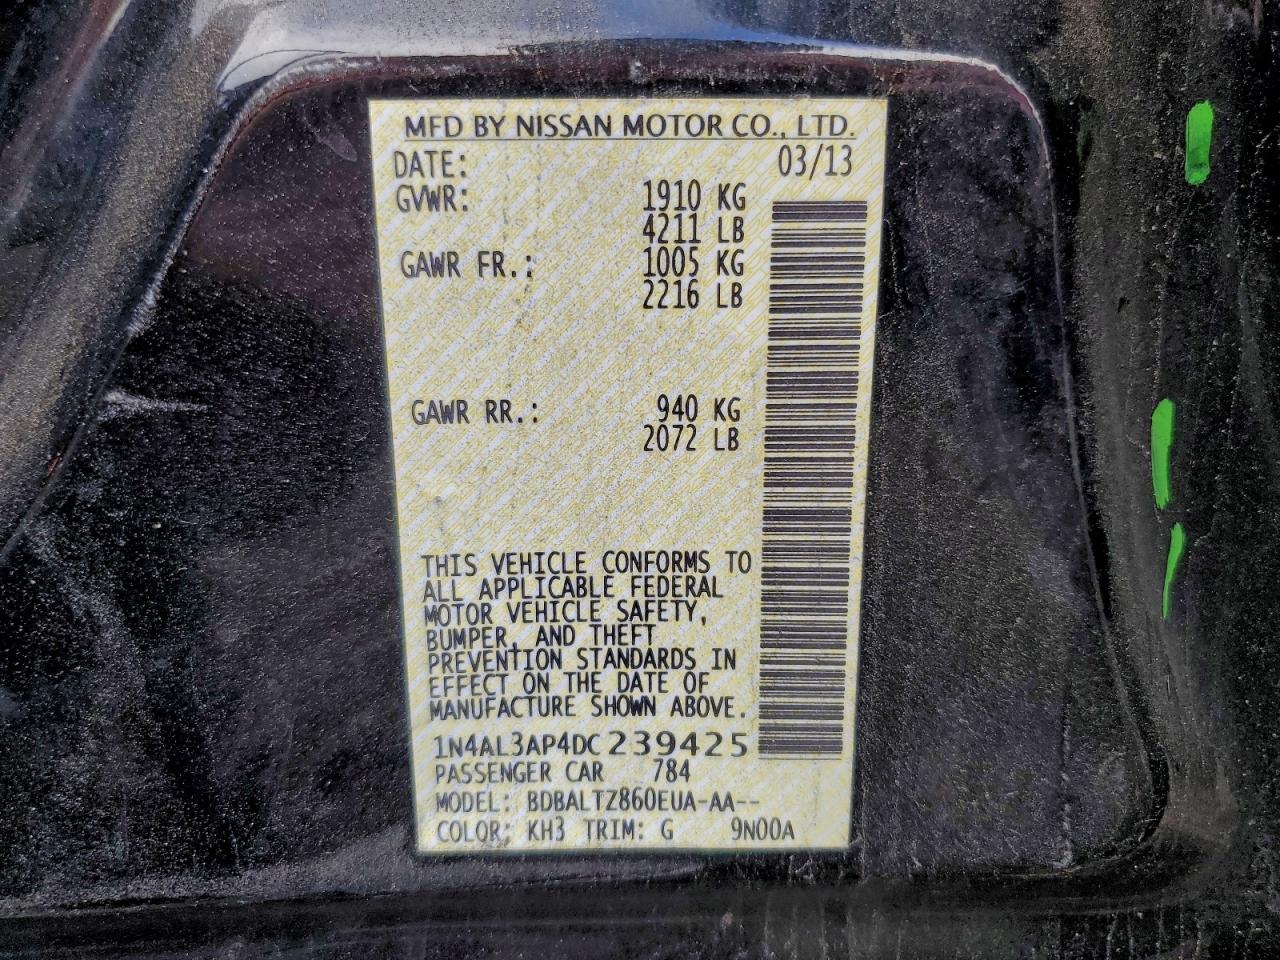 MFD BY NISSAN MOTOR CO., LTD.
DATE: 03/13
GVWR: 1910 KG
4211 LB
GAWR FR.: 1005 KG
2216 LB
GAWR RR.: 940 KG
2072 LB
THIS VEHICLE CONFORMS TO
ALL APPLICABLE FEDERAL
MOTOR VEHICLE SAFETY,
BUMPER, AND THEFT
PREVENTION STANDARDS IN
EFFECT ON THE DATE OF
MANUFACTURE SHOWN ABOVE.
1N4AL3AP4DC239425
PASSENGER CAR 784
MODEL: BDBALTZ860EUA-AA--
COLOR: KH3 TRIM: G 9N00A